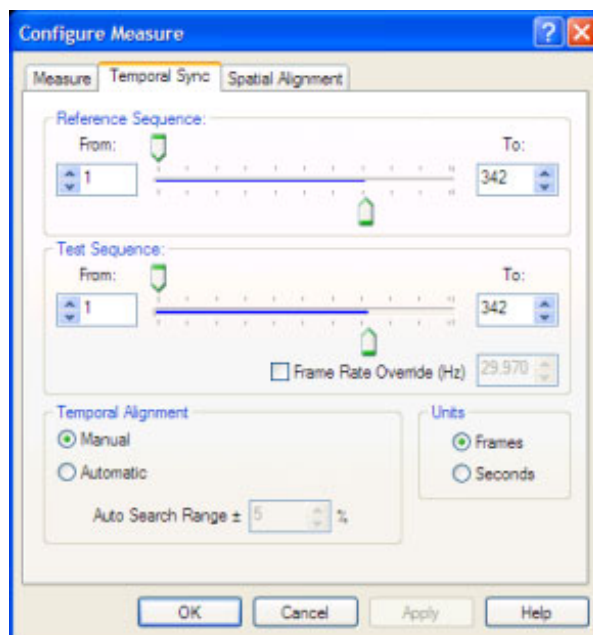 Configure Measure
Measure Temporal Sync Spatial Alignment
Reference Sequence:
From: To:
1 342
Test Sequence:
From: To:
1 342
Frame Rate Override (Hz) 29.970
Temporal Alignment Units
Manual Frames
Automatic Seconds
Auto Search Range ± 5 %
OK Cancel Apply Help